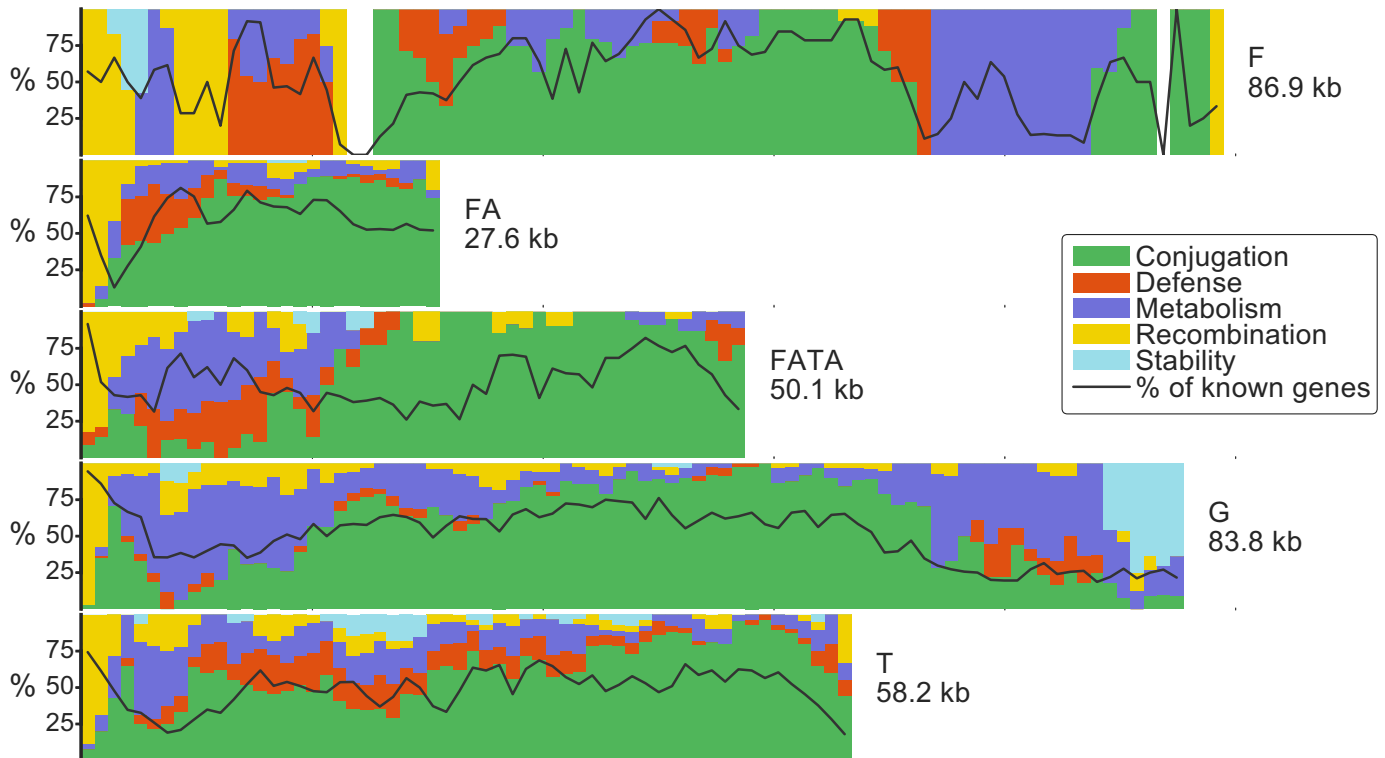 75
% 50
25
F
86.9 kb
75
% 50
25
FA
27.6 kb
Conjugation
Defense
Metabolism
Recombination
Stability
% of known genes
75
% 50
25
FATA
50.1 kb
75
% 50
25
G
83.8 kb
75
% 50
25
T
58.2 kb